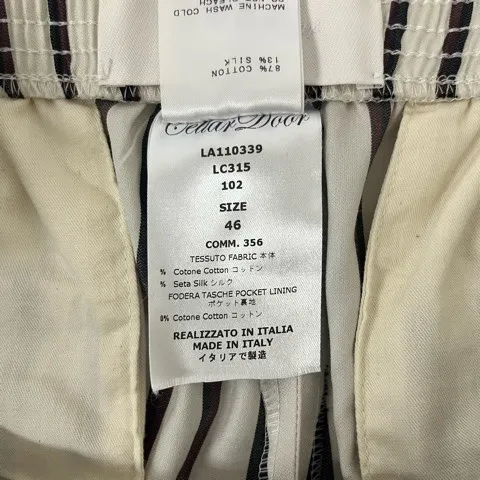 MACHINE WASH COLD
13% SILK
87% COTTON
Cellar Door
LA110339
LC315
102
SIZE
46
COMM. 356
TESSUTO FABRIC 本体
% Cotone Cotton コットン
% Seta Silk シルク
FODERA TASCHE POCKET LINING
ポケット裏地
0% Cotone Cotton コットン
REALIZZATO IN ITALIA
MADE IN ITALY
イタリアで製造